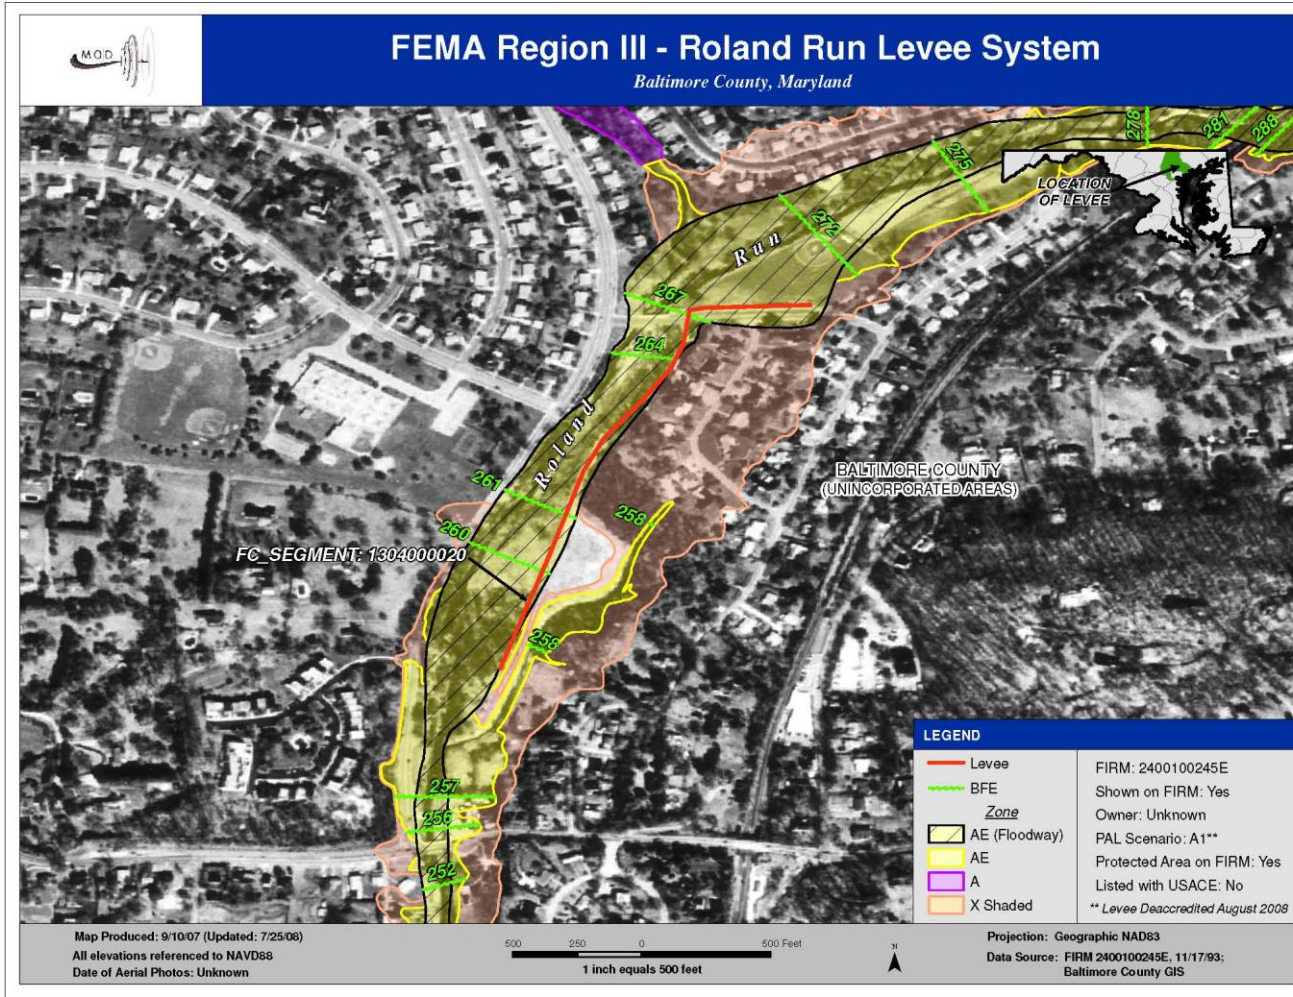 MOD
FEMA Region III - Roland Run Levee System
Baltimore County, Maryland
278
281
288
275
LOCATION
OF LEVEE
272
Run
267
264
Roland
261
258
BALTIMORE COUNTY
(UNINCORPORATED AREAS)
260
FC_SEGMENT: 1304000020
258
257
256
252
LEGEND
Levee
BFE
Zone
AE (Floodway)
AE
A
X Shaded
FIRM: 2400100245E
Shown on FIRM: Yes
Owner: Unknown
PAL Scenario: A1**
Protected Area on FIRM: Yes
Listed with USACE: No
** Levee Deaccredited August 2008
Map Produced: 9/10/07 (Updated: 7/25/08)
All elevations referenced to NAVD88
Date of Aerial Photos: Unknown
500 250 0 500 Feet
1 inch equals 500 feet
N
Projection: Geographic NAD83
Data Source: FIRM 2400100245E, 11/17/93;
Baltimore County GIS